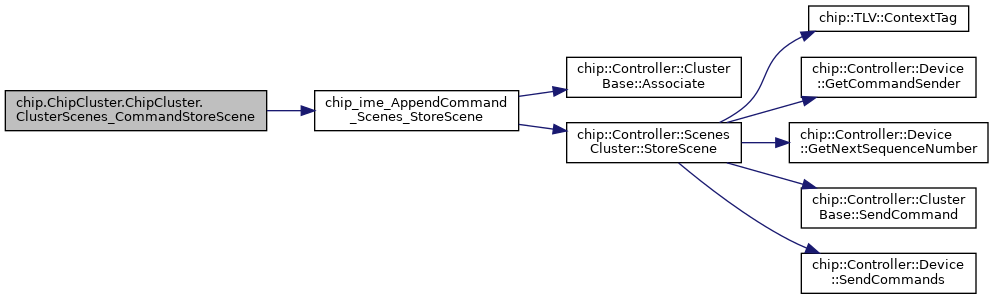 chip.ChipCluster.ChipCluster.
ClusterScenes_CommandStoreScene
chip_ime_AppendCommand
_Scenes_StoreScene
chip::Controller::Cluster
Base::Associate
chip::Controller::Scenes
Cluster::StoreScene
chip::TLV::ContextTag
chip::Controller::Device
::GetCommandSender
chip::Controller::Device
::GetNextSequenceNumber
chip::Controller::Cluster
Base::SendCommand
chip::Controller::Device
::SendCommands